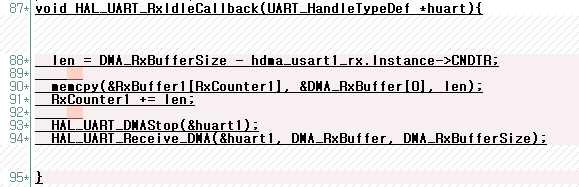 87* void HAL_UART_RxIdleCallback(UART_HandleTypeDef *huart){
88* len = DMA_RxBufferSize - hdma_usart1_rx.Instance->CNDTR;
89*
90* memcpy(&RxBuffer1[RxCounter1], &DMA_RxBuffer[0], len);
91* RxCounter1 += len;
92*
93* HAL_UART_DMAStop(&huart1);
94* HAL_UART_Receive_DMA(&huart1, DMA_RxBuffer, DMA_RxBufferSize);
95* }